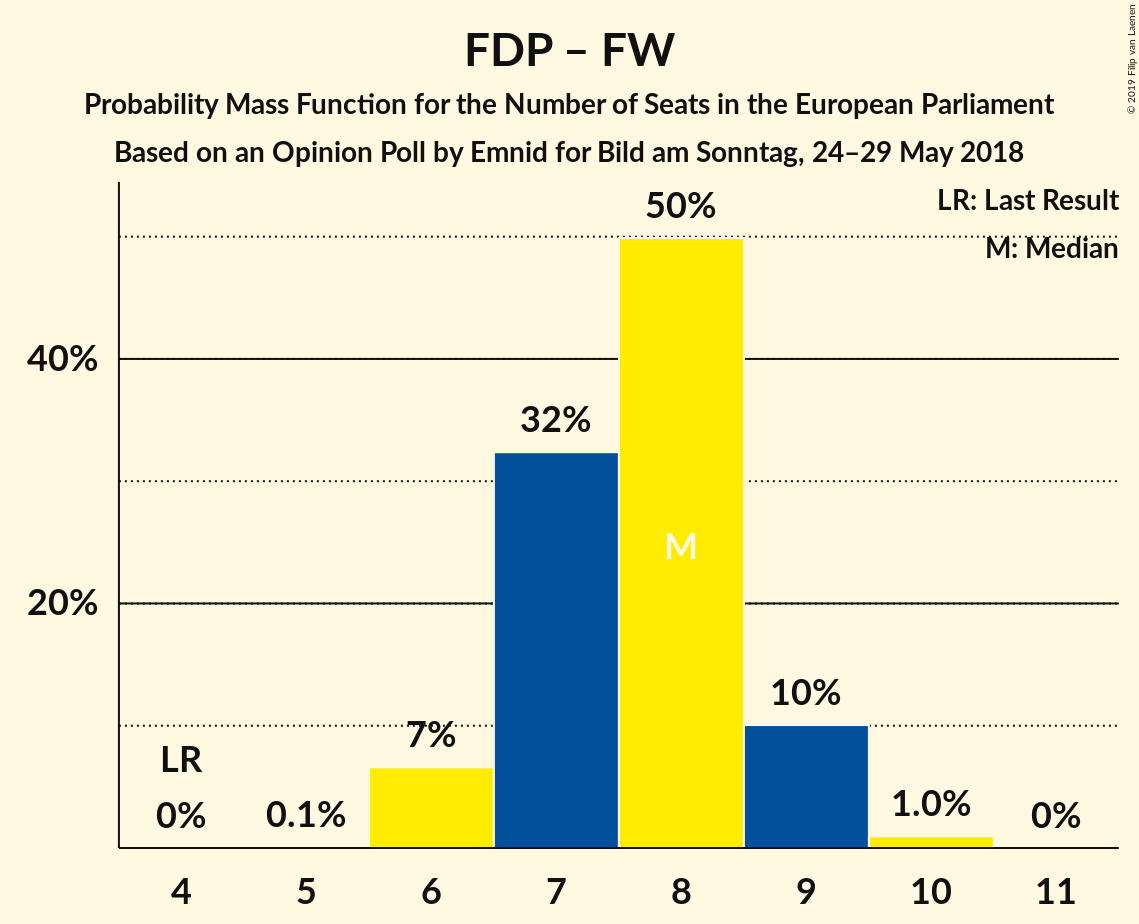 FDP – FW
Probability Mass Function for the Number of Seats in the European Parliament
Based on an Opinion Poll by Emnid for Bild am Sonntag, 24–29 May 2018
© 2019 Filip van Laenen
LR: Last Result
M: Median
50%
40%
32%
M
20%
10%
7%
LR
0%
0.1%
1.0%
0%
4 5 6 7 8 9 10 11